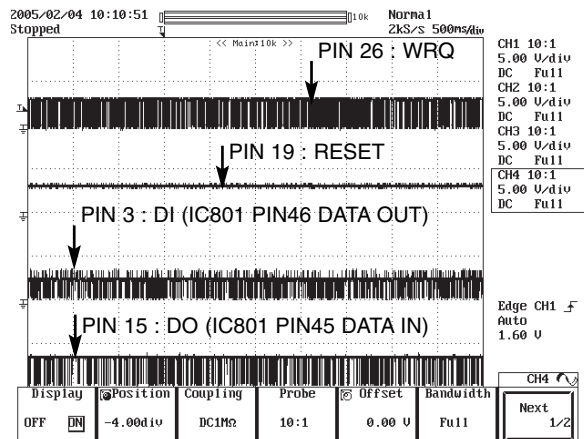 2005/02/04 10:10:51
10k
Normal
Stopped
2kS/s 500ms/div
<< Main:10k >>
PIN 26 : WRQ
CH1 10:1
5.00 V/div
DC Full
CH2 10:1
5.00 V/div
DC Full
CH3 10:1
5.00 V/div
DC Full
CH4 10:1
5.00 V/div
DC Full
PIN 19 : RESET
PIN 3 : DI (IC801 PIN46 DATA OUT)
PIN 15 : DO (IC801 PIN45 DATA IN)
Edge CH1
Auto
1.60 V
CH4
Display
OFF ON
Position
-4.00div
Coupling
DC1MΩ
Probe
10:1
Offset
0.00 V
Bandwidth
Full
Next
1/2